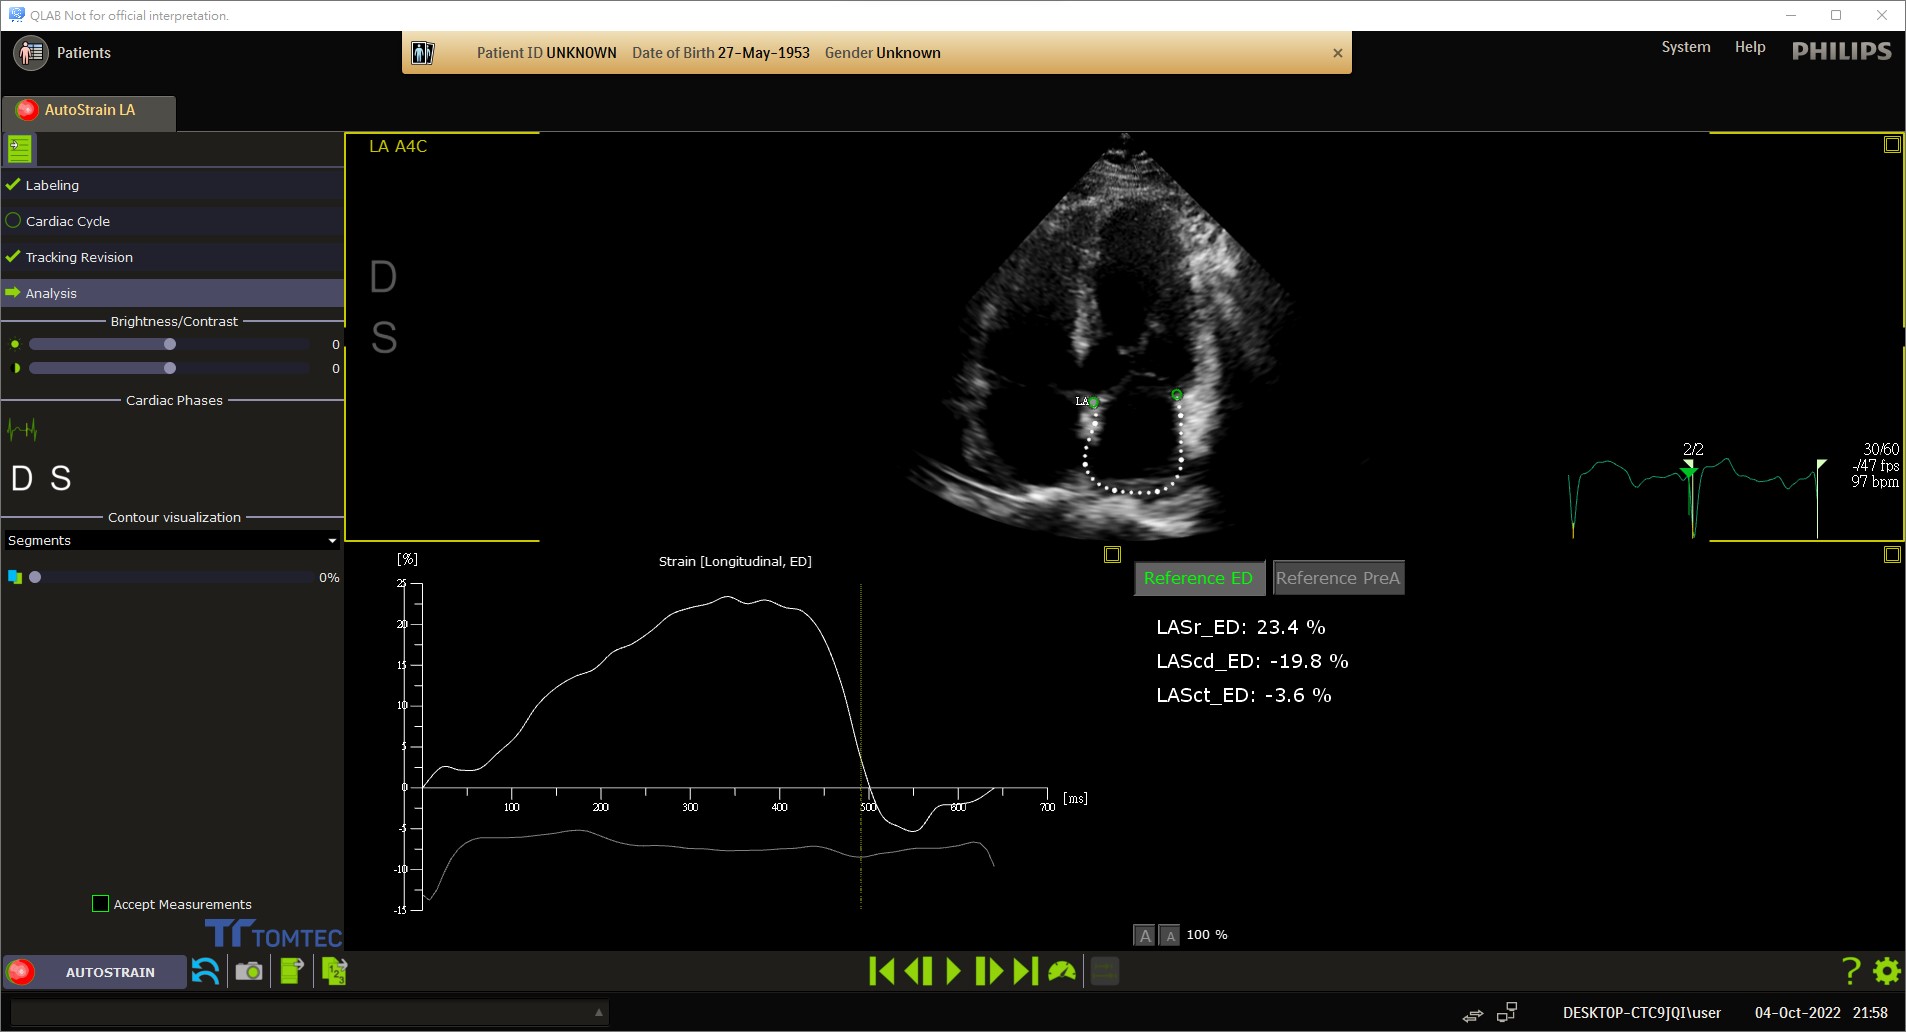 QLAB Not for official interpretation.
Patients
Patient ID UNKNOWN Date of Birth 27-May-1953 Gender Unknown
System Help PHILIPS
AutoStrain LA
Labeling
Cardiac Cycle
Tracking Revision
Analysis
Brightness/Contrast
0
0
Cardiac Phases
D S
Contour visualization
Segments
0%
Accept Measurements
TOMTEC
LA A4C
D
S
LA
2/2
30/60
-/47 fps
97 bpm
[%]
Strain [Longitudinal, ED]
25
20
15
10
5
0
-5
-10
-15
100 200 300 400 500 600 700 [ms]
Reference ED Reference PreA
LASr_ED: 23.4 %
LAScd_ED: -19.8 %
LASct_ED: -3.6 %
A A 100 %
AUTOSTRAIN
DESKTOP-CTC9JQI\user 04-Oct-2022 21:58